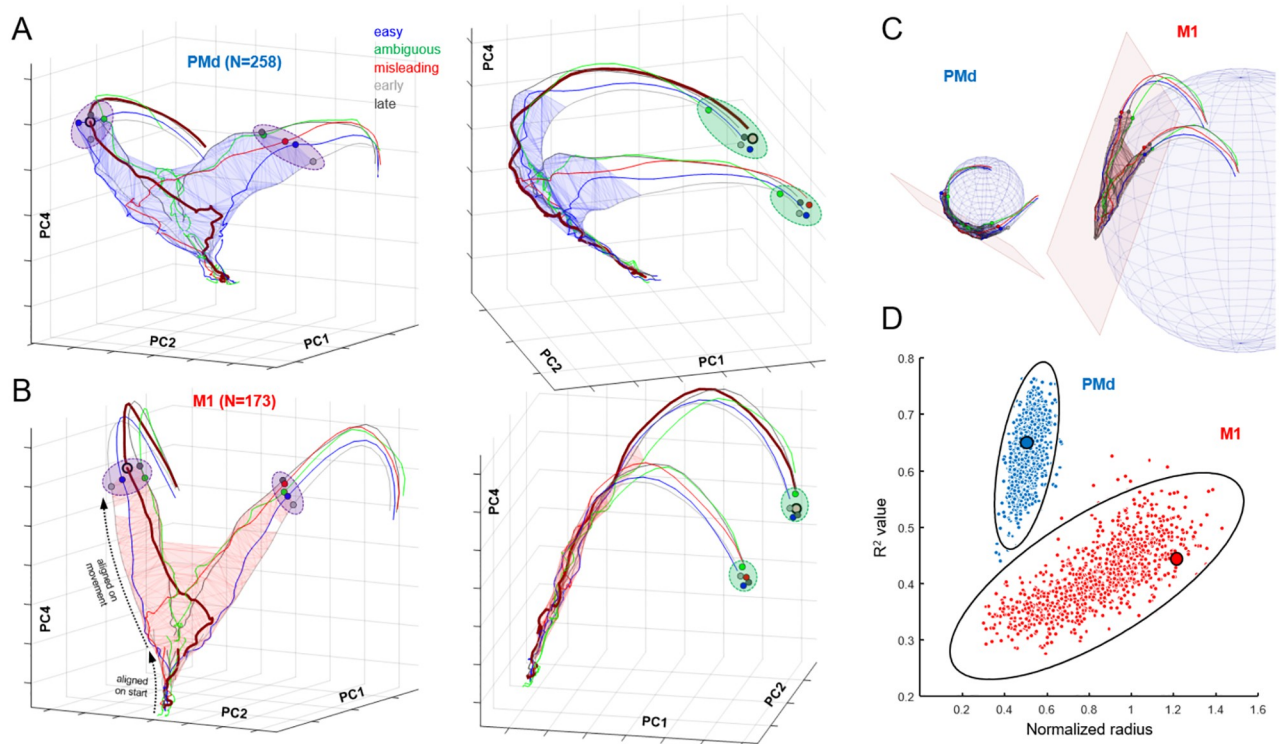 A
PMd (N=258)
easy
ambiguous
misleading
early
late
PC4
PC2
PC1
PC4
PC2
PC1
B
M1 (N=173)
aligned on
movement
aligned
on start
PC4
PC2
PC1
PC4
PC1
PC2
C
M1
PMd
D
0.8
0.7
0.6
0.5
0.4
0.3
0.2
R² value
PMd
M1
0.2
0.4
0.6
0.8
1
1.2
1.4
1.6
Normalized radius